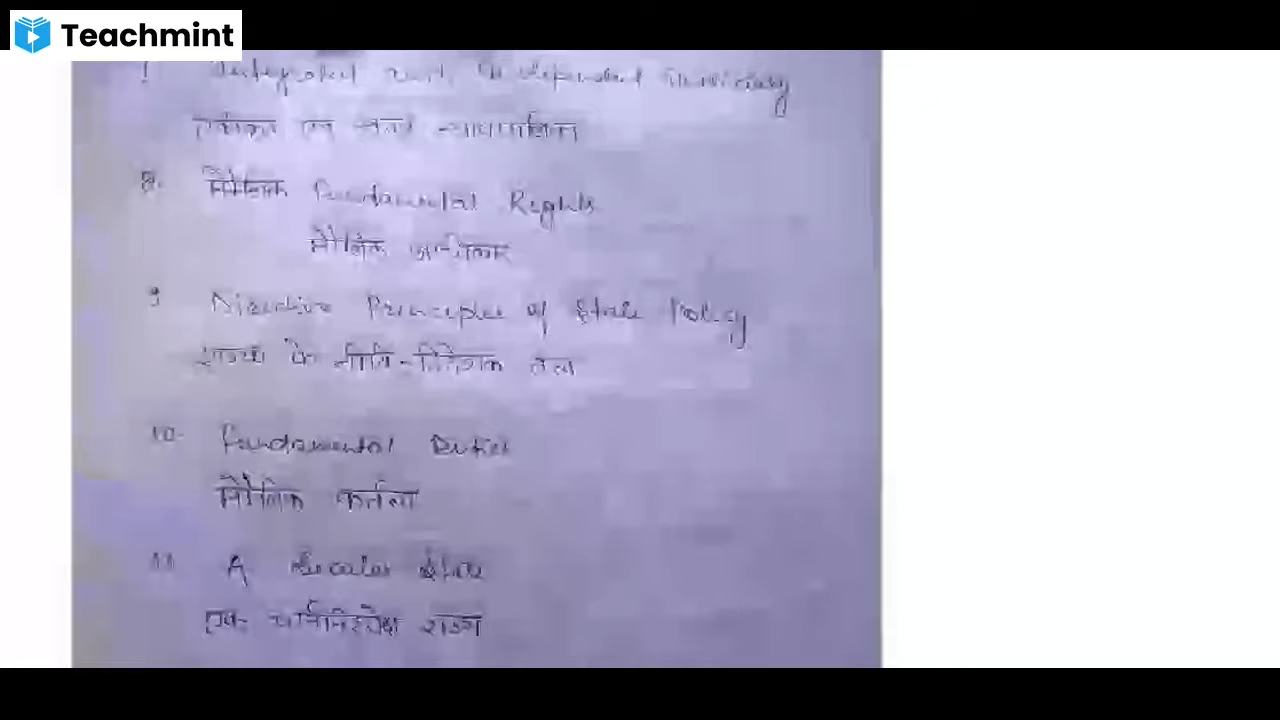 Teachmint
Integrated and Independent Judiciary
एकीकृत एवं स्वतंत्र न्यायपालिका
8. मौलिक Fundamental Rights
मौलिक अधिकार
9 Directive Principles of State Policy
राज्य के नीति-निदेशक तत्व
10. Fundamental Duties
मौलिक कर्तव्य
11 A Secular State
एक धर्मनिरपेक्ष राज्य